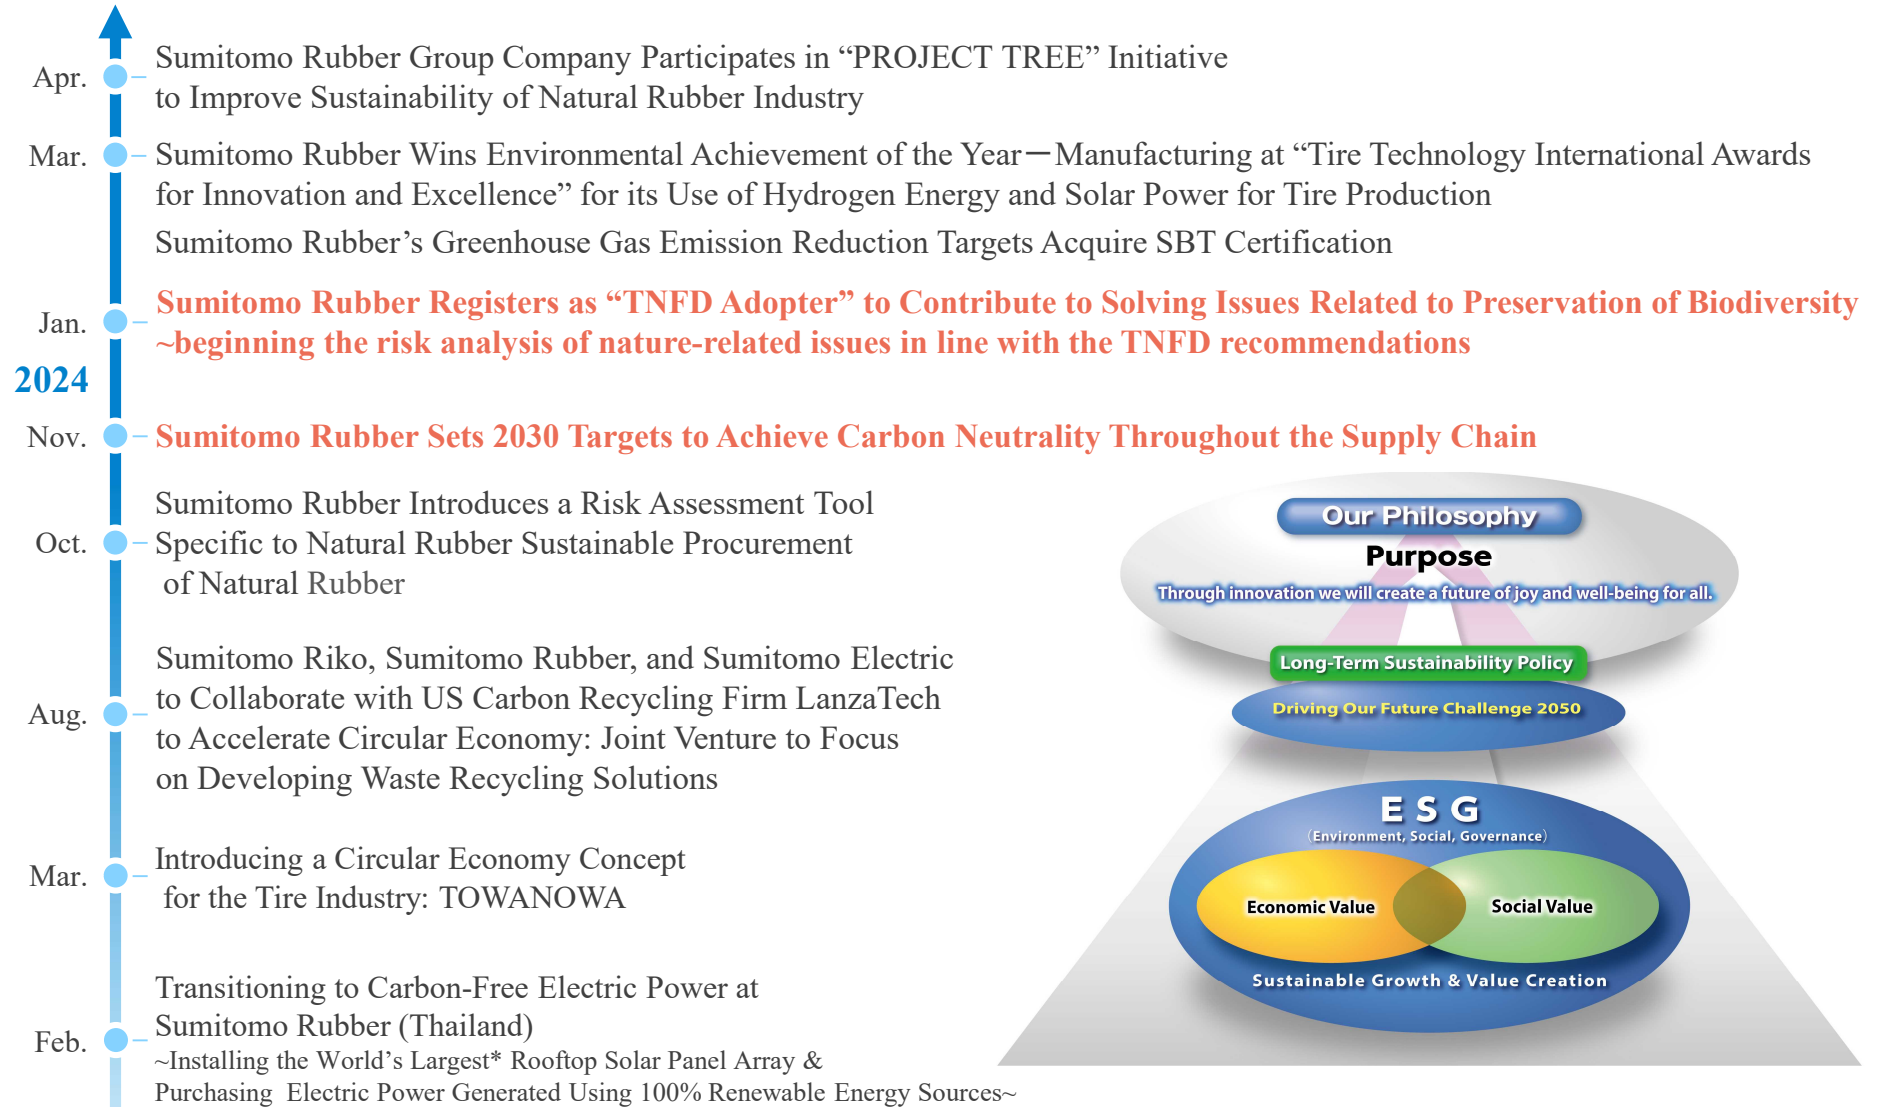 Apr.
Sumitomo Rubber Group Company Participates in “PROJECT TREE” Initiative
to Improve Sustainability of Natural Rubber Industry
Mar.
Sumitomo Rubber Wins Environmental Achievement of the Year－Manufacturing at “Tire Technology International Awards
for Innovation and Excellence” for its Use of Hydrogen Energy and Solar Power for Tire Production
Sumitomo Rubber’s Greenhouse Gas Emission Reduction Targets Acquire SBT Certification
Jan.
Sumitomo Rubber Registers as “TNFD Adopter” to Contribute to Solving Issues Related to Preservation of Biodiversity
~beginning the risk analysis of nature-related issues in line with the TNFD recommendations
2024
Nov.
Sumitomo Rubber Sets 2030 Targets to Achieve Carbon Neutrality Throughout the Supply Chain
Oct.
Sumitomo Rubber Introduces a Risk Assessment Tool
Specific to Natural Rubber Sustainable Procurement
of Natural Rubber
Aug.
Sumitomo Riko, Sumitomo Rubber, and Sumitomo Electric
to Collaborate with US Carbon Recycling Firm LanzaTech
to Accelerate Circular Economy: Joint Venture to Focus
on Developing Waste Recycling Solutions
Mar.
Introducing a Circular Economy Concept
for the Tire Industry: TOWANOWA
Feb.
Transitioning to Carbon-Free Electric Power at
Sumitomo Rubber (Thailand)
~Installing the World’s Largest* Rooftop Solar Panel Array &
Purchasing Electric Power Generated Using 100% Renewable Energy Sources~
Our Philosophy
Purpose
Through innovation we will create a future of joy and well-being for all.
Long-Term Sustainability Policy
Driving Our Future Challenge 2050
E S G
(Environment, Social, Governance)
Economic Value
Social Value
Sustainable Growth & Value Creation